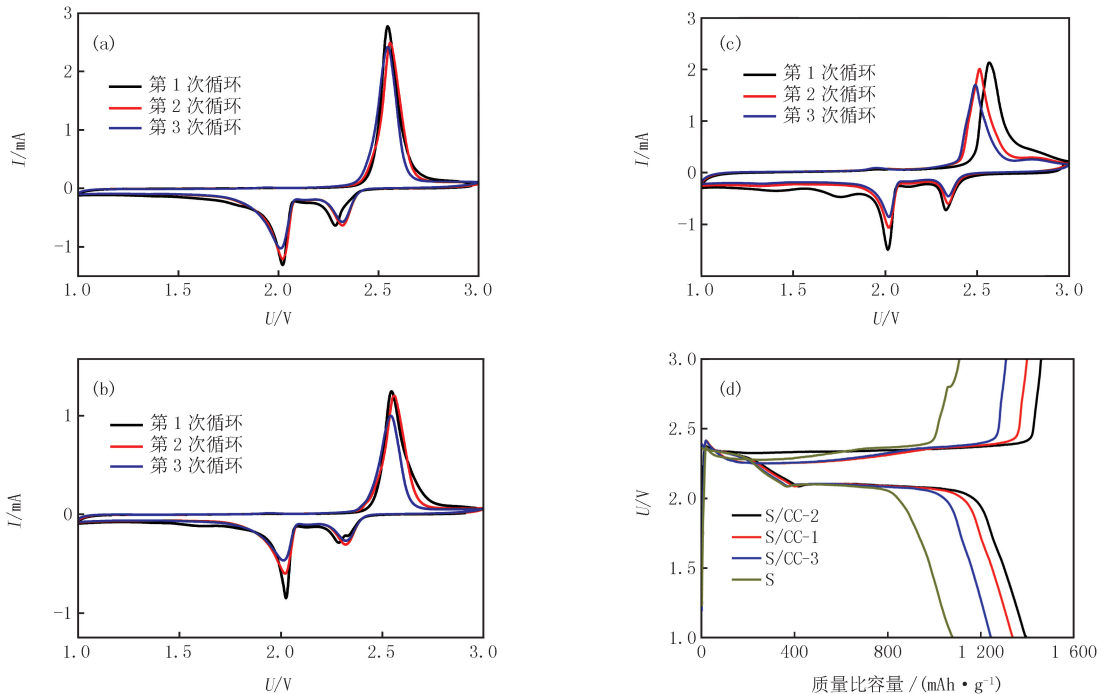 (a)
第 1 次循环
第 2 次循环
第 3 次循环
3
2
1
0
−1
I/mA
1.0 1.5 2.0 2.5 3.0
U/V
(c)
第 1 次循环
第 2 次循环
第 3 次循环
3
2
1
0
−1
I/mA
1.0 1.5 2.0 2.5 3.0
U/V
(b)
第 1 次循环
第 2 次循环
第 3 次循环
1
0
−1
I/mA
1.0 1.5 2.0 2.5 3.0
U/V
(d)
S/CC-2
S/CC-1
S/CC-3
S
3.0
2.5
2.0
1.5
1.0
U/V
0 400 800 1 200 1 600
质量比容量/(mAh·g⁻¹)